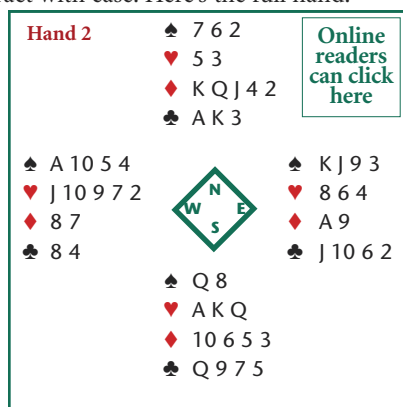 ract with ease. Here's the full hand:
Hand 2
♠ 7 6 2
♥ 5 3
♦ K Q J 4 2
♣ A K 3
Online
readers
can click
here
♠ A 10 5 4
♥ J 10 9 7 2
♦ 8 7
♣ 8 4
N
W E
S
♠ K J 9 3
♥ 8 6 4
♦ A 9
♣ J 10 6 2
♠ Q 8
♥ A K Q
♦ 10 6 5 3
♣ Q 9 7 5